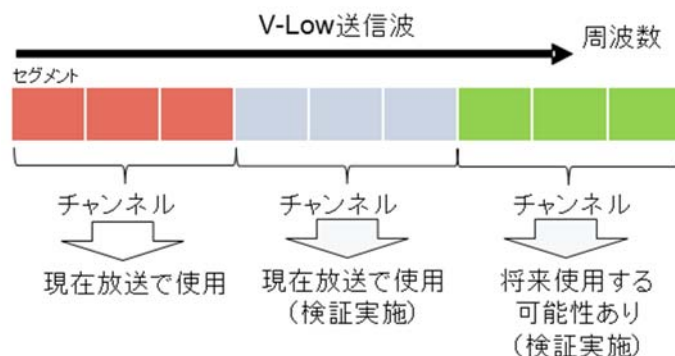 V-Low送信波
周波数
セグメント
チャンネル
チャンネル
チャンネル
現在放送で使用
現在放送で使用
(検証実施)
将来使用する
可能性あり
(検証実施)